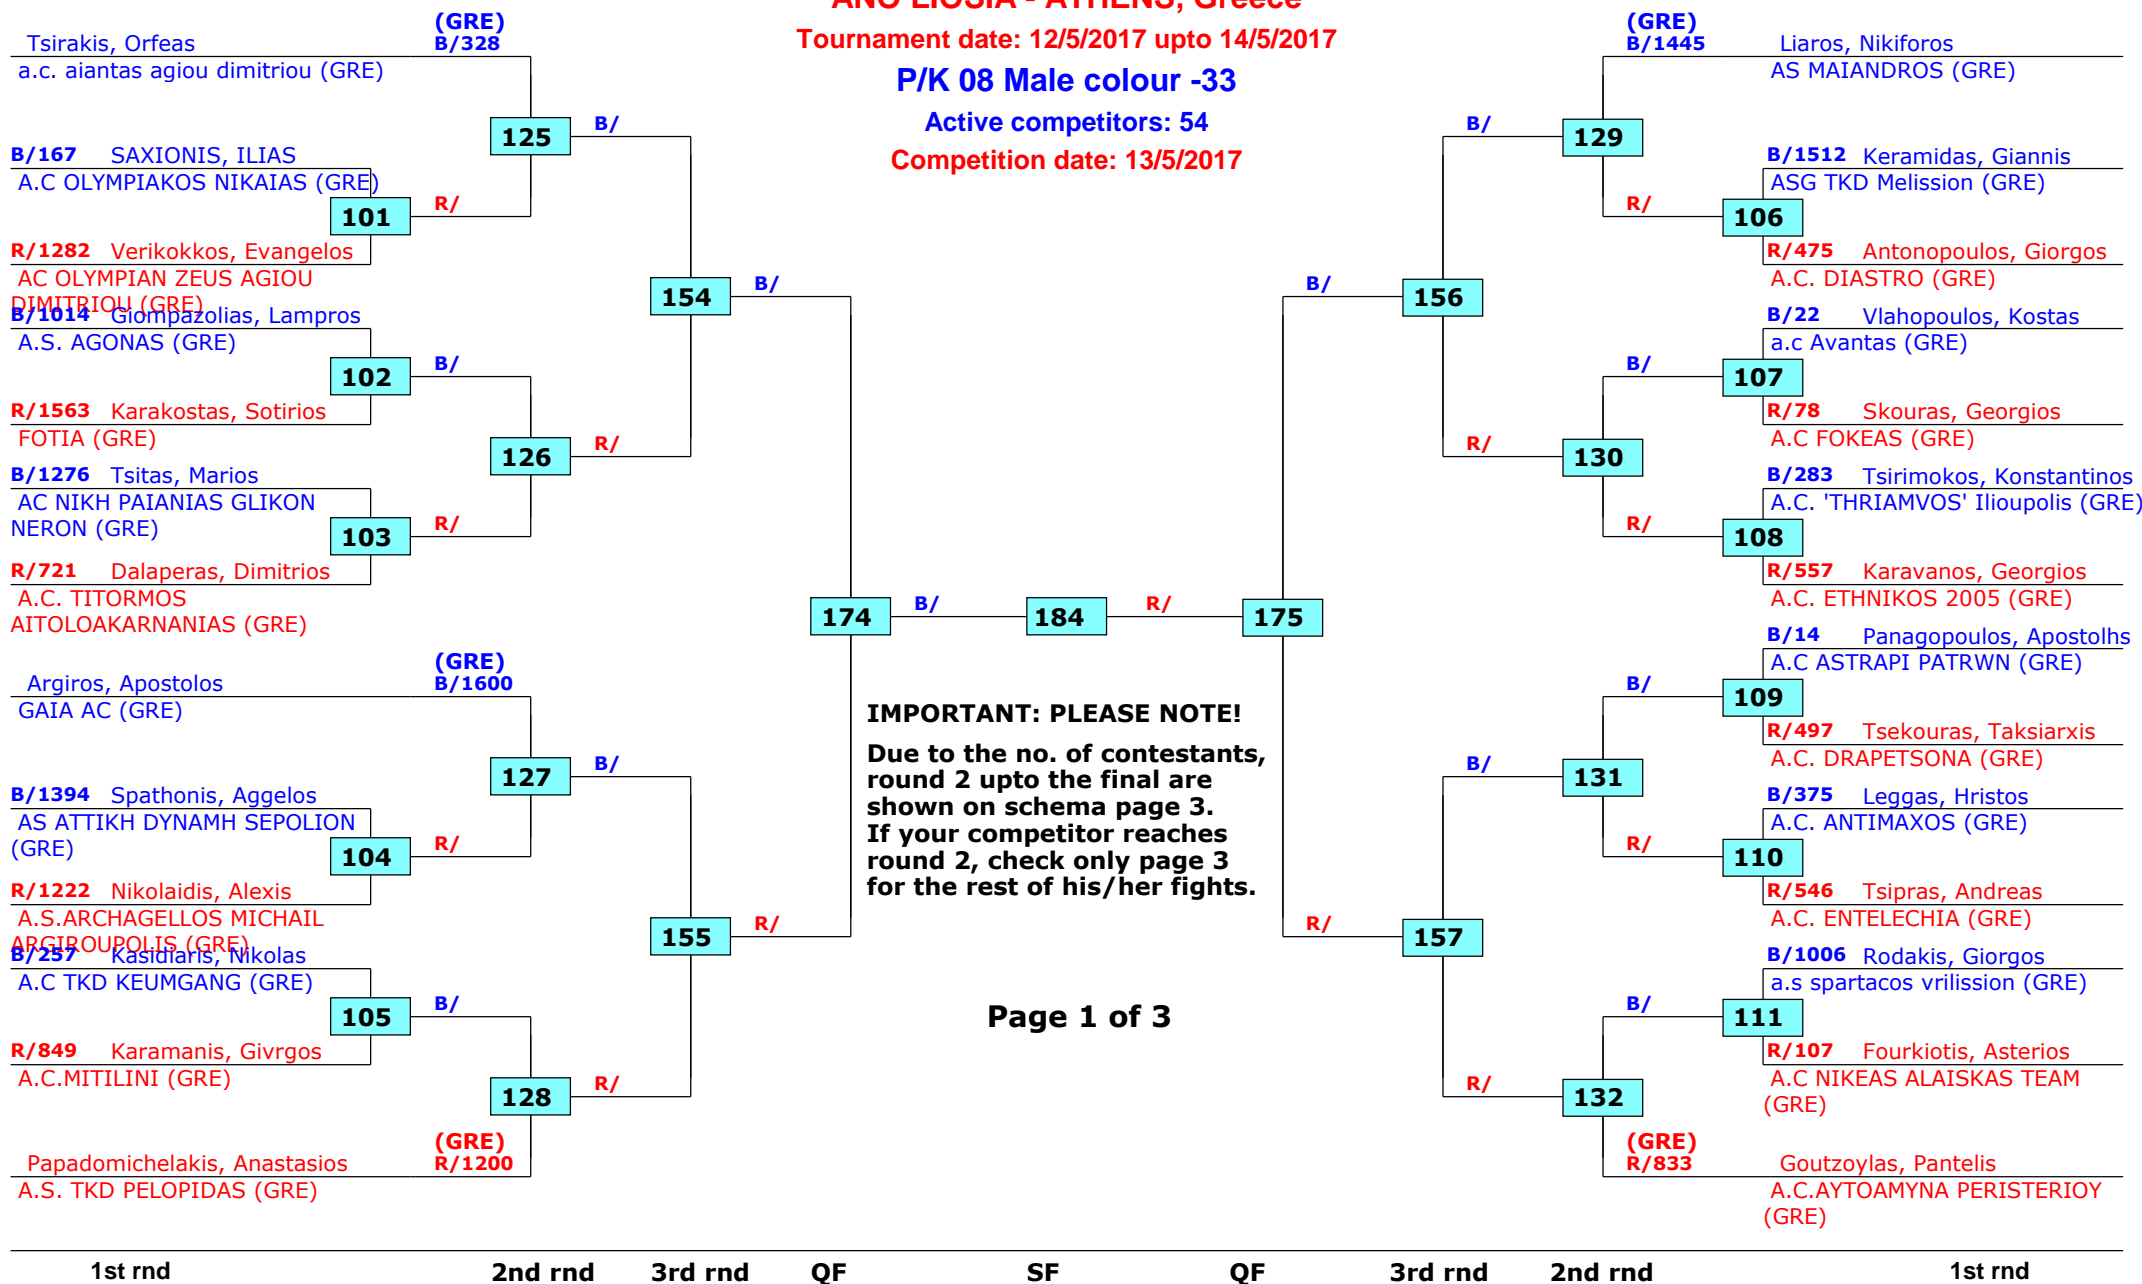 ANO LIOSIA - ATHENS, Greece
Tournament date: 12/5/2017 upto 14/5/2017
P/K 08 Male colour -33
Active competitors: 54
Competition date: 13/5/2017
(GRE)
Tsirakis, Orfeas B/328
a.c. aiantas agiou dimitriou (GRE)
125
B/
B/167 SAXIONIS, ILIAS
A.C OLYMPIAKOS NIKAIAS (GRE)
101
R/
R/1282 Verikokkos, Evangelos
AC OLYMPIAN ZEUS AGIOU
DIMITRIOU (GRE)
154
B/
B/1014 Giompazolias, Lampros
A.S. AGONAS (GRE)
102
B/
R/1563 Karakostas, Sotirios
FOTIA (GRE)
126
R/
B/1276 Tsitas, Marios
AC NIKH PAIANIAS GLIKON
NERON (GRE)
103
R/
R/721 Dalaperas, Dimitrios
A.C. TITORMOS
AITOLOAKARNANIAS (GRE)
174
B/
184
R/
175
(GRE)
Argiros, Apostolos B/1600
GAIA AC (GRE)
127
B/
B/1394 Spathonis, Aggelos
AS ATTIKH DYNAMH SEPOLION
(GRE)
104
R/
R/1222 Nikolaidis, Alexis
A.S.ARCHAGELLOS MICHAIL
ARGIROUPOLIS (GRE)
155
R/
B/257 Kasidiaris, Nikolas
A.C TKD KEUMGANG (GRE)
105
B/
R/849 Karamanis, Givrgos
A.C.MITILINI (GRE)
128
R/
(GRE)
Papadomichelakis, Anastasios R/1200
A.S. TKD PELOPIDAS (GRE)
IMPORTANT: PLEASE NOTE!
Due to the no. of contestants,
round 2 upto the final are
shown on schema page 3.
If your competitor reaches
round 2, check only page 3
for the rest of his/her fights.
Page 1 of 3
(GRE)
B/1445 Liaros, Nikiforos
AS MAIANDROS (GRE)
B/
129
B/1512 Keramidas, Giannis
ASG TKD Melission (GRE)
R/
106
R/475 Antonopoulos, Giorgos
A.C. DIASTRO (GRE)
B/
156
B/22 Vlahopoulos, Kostas
a.c Avantas (GRE)
B/
107
R/78 Skouras, Georgios
A.C FOKEAS (GRE)
R/
130
B/283 Tsirimokos, Konstantinos
A.C. 'THRIAMVOS' Ilioupolis (GRE)
R/
108
R/557 Karavanos, Georgios
A.C. ETHNIKOS 2005 (GRE)
B/14 Panagopoulos, Apostolhs
A.C ASTRAPI PATRWN (GRE)
B/
109
R/497 Tsekouras, Taksiarxis
A.C. DRAPETSONA (GRE)
B/
131
B/375 Leggas, Hristos
A.C. ANTIMAXOS (GRE)
R/
110
R/546 Tsipras, Andreas
A.C. ENTELECHIA (GRE)
R/
157
B/1006 Rodakis, Giorgos
a.s spartacos vrilission (GRE)
B/
111
R/107 Fourkiotis, Asterios
A.C NIKEAS ALAISKAS TEAM
(GRE)
R/
132
(GRE)
R/833 Goutzoylas, Pantelis
A.C.AYTOAMYNA PERISTERIOY
(GRE)
1st rnd 2nd rnd 3rd rnd QF SF QF 3rd rnd 2nd rnd 1st rnd